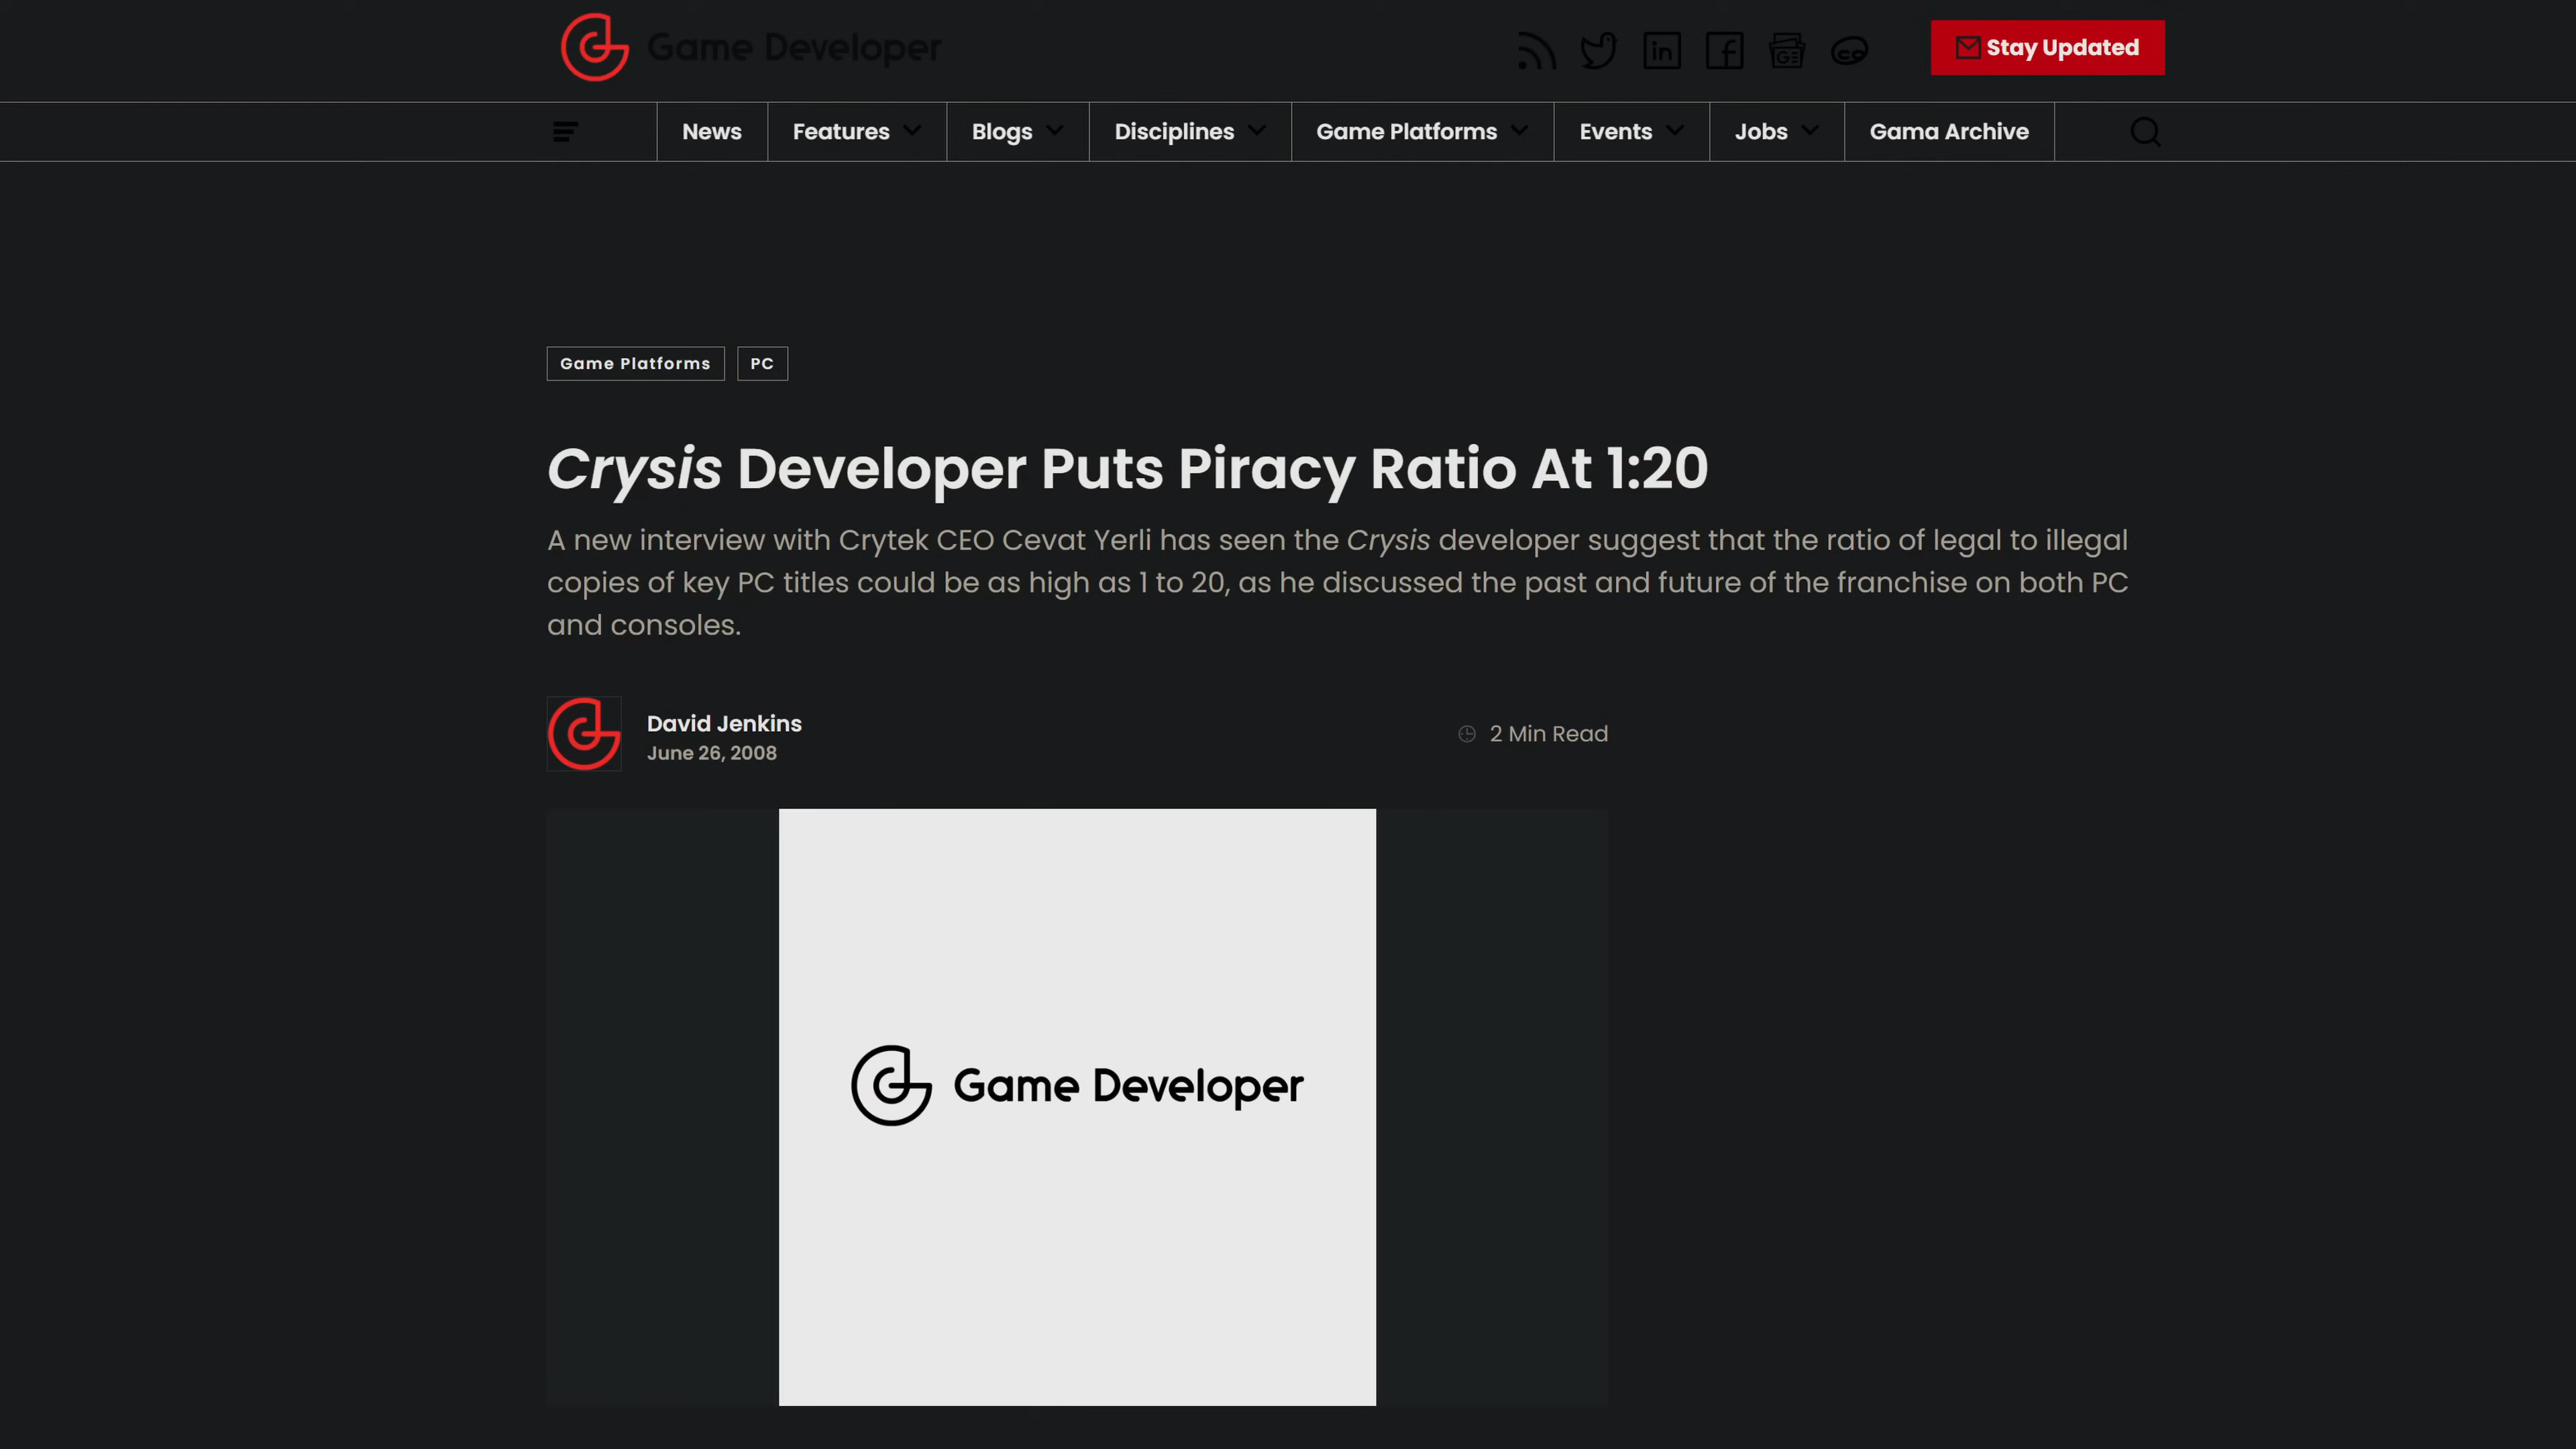 Game Developer
Stay Updated
News Features Blogs Disciplines Game Platforms Events Jobs Gama Archive
Game Platforms PC
Crysis Developer Puts Piracy Ratio At 1:20
A new interview with Crytek CEO Cevat Yerli has seen the Crysis developer suggest that the ratio of legal to illegal
copies of key PC titles could be as high as 1 to 20, as he discussed the past and future of the franchise on both PC
and consoles.
David Jenkins
June 26, 2008
2 Min Read
Game Developer